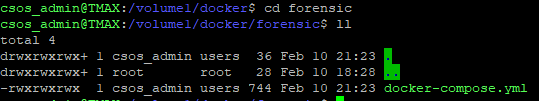 csos_admin@TMAX:/volume1/docker$ cd forensic
csos_admin@TMAX:/volume1/docker/forensic$ ll
total 4
drwxrwxrwx+ 1 csos_admin users  36 Feb 10 21:23 .
drwxrwxrwx+ 1 root       root   28 Feb 10 18:28 ..
-rwxrwxrwx  1 csos_admin users 744 Feb 10 21:23 docker-compose.yml